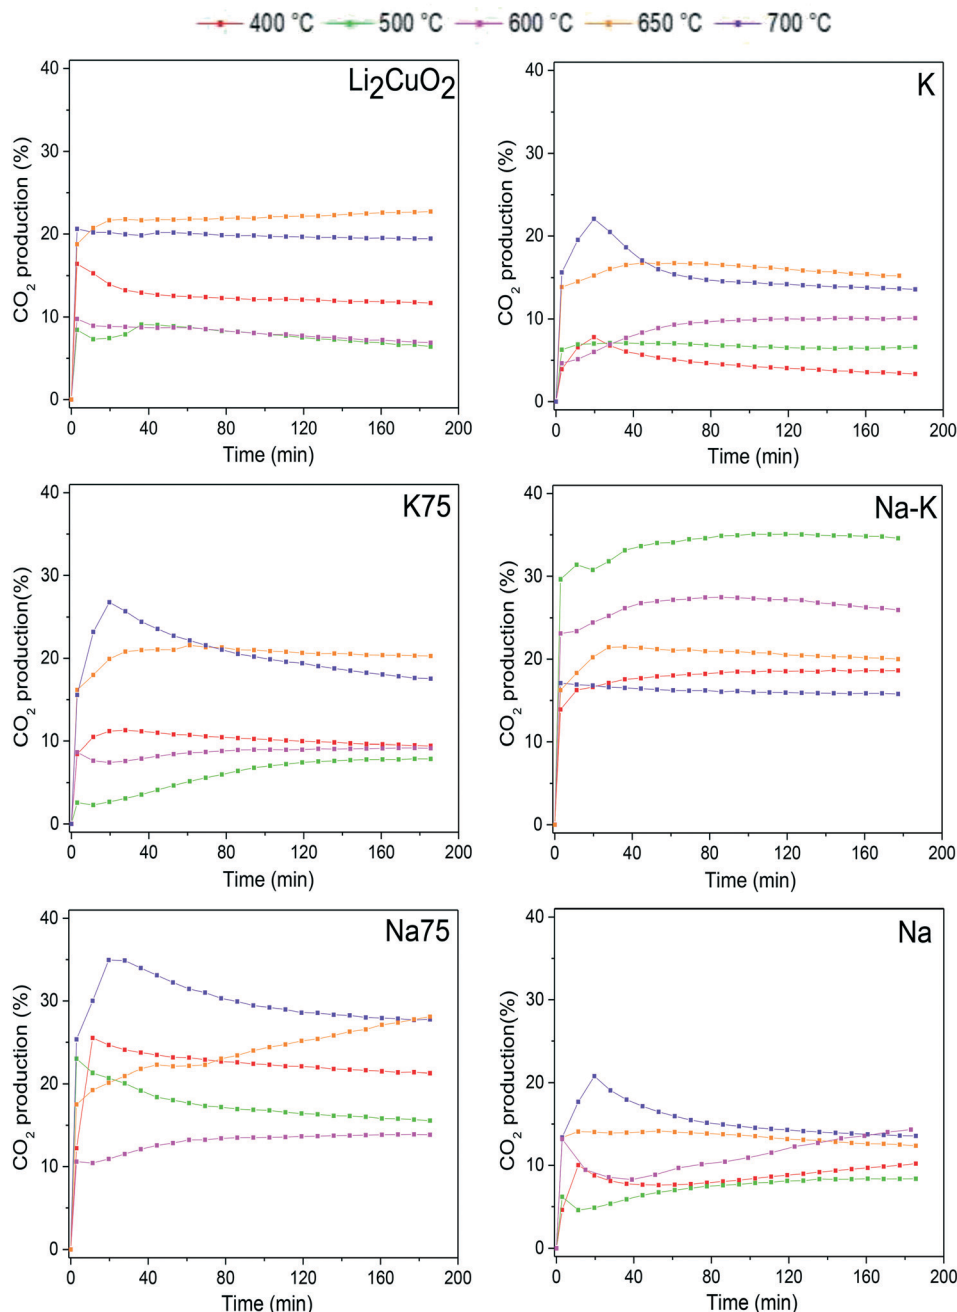 400 °C 500 °C 600 °C 650 °C 700 °C
Li2CuO2
CO2 production (%)
40
30
20
10
0
0 40 80 120 160 200
Time (min)
K
CO2 production (%)
40
30
20
10
0
0 40 80 120 160 200
Time (min)
K75
CO2 production(%)
40
30
20
10
0
0 40 80 120 160 200
Time (min)
Na-K
CO2 production (%)
40
30
20
10
0
0 40 80 120 160 200
Time (min)
Na75
CO2 production (%)
40
30
20
10
0
0 40 80 120 160 200
Time (min)
Na
CO2 production(%)
40
30
20
10
0
0 40 80 120 160 200
Time (min)